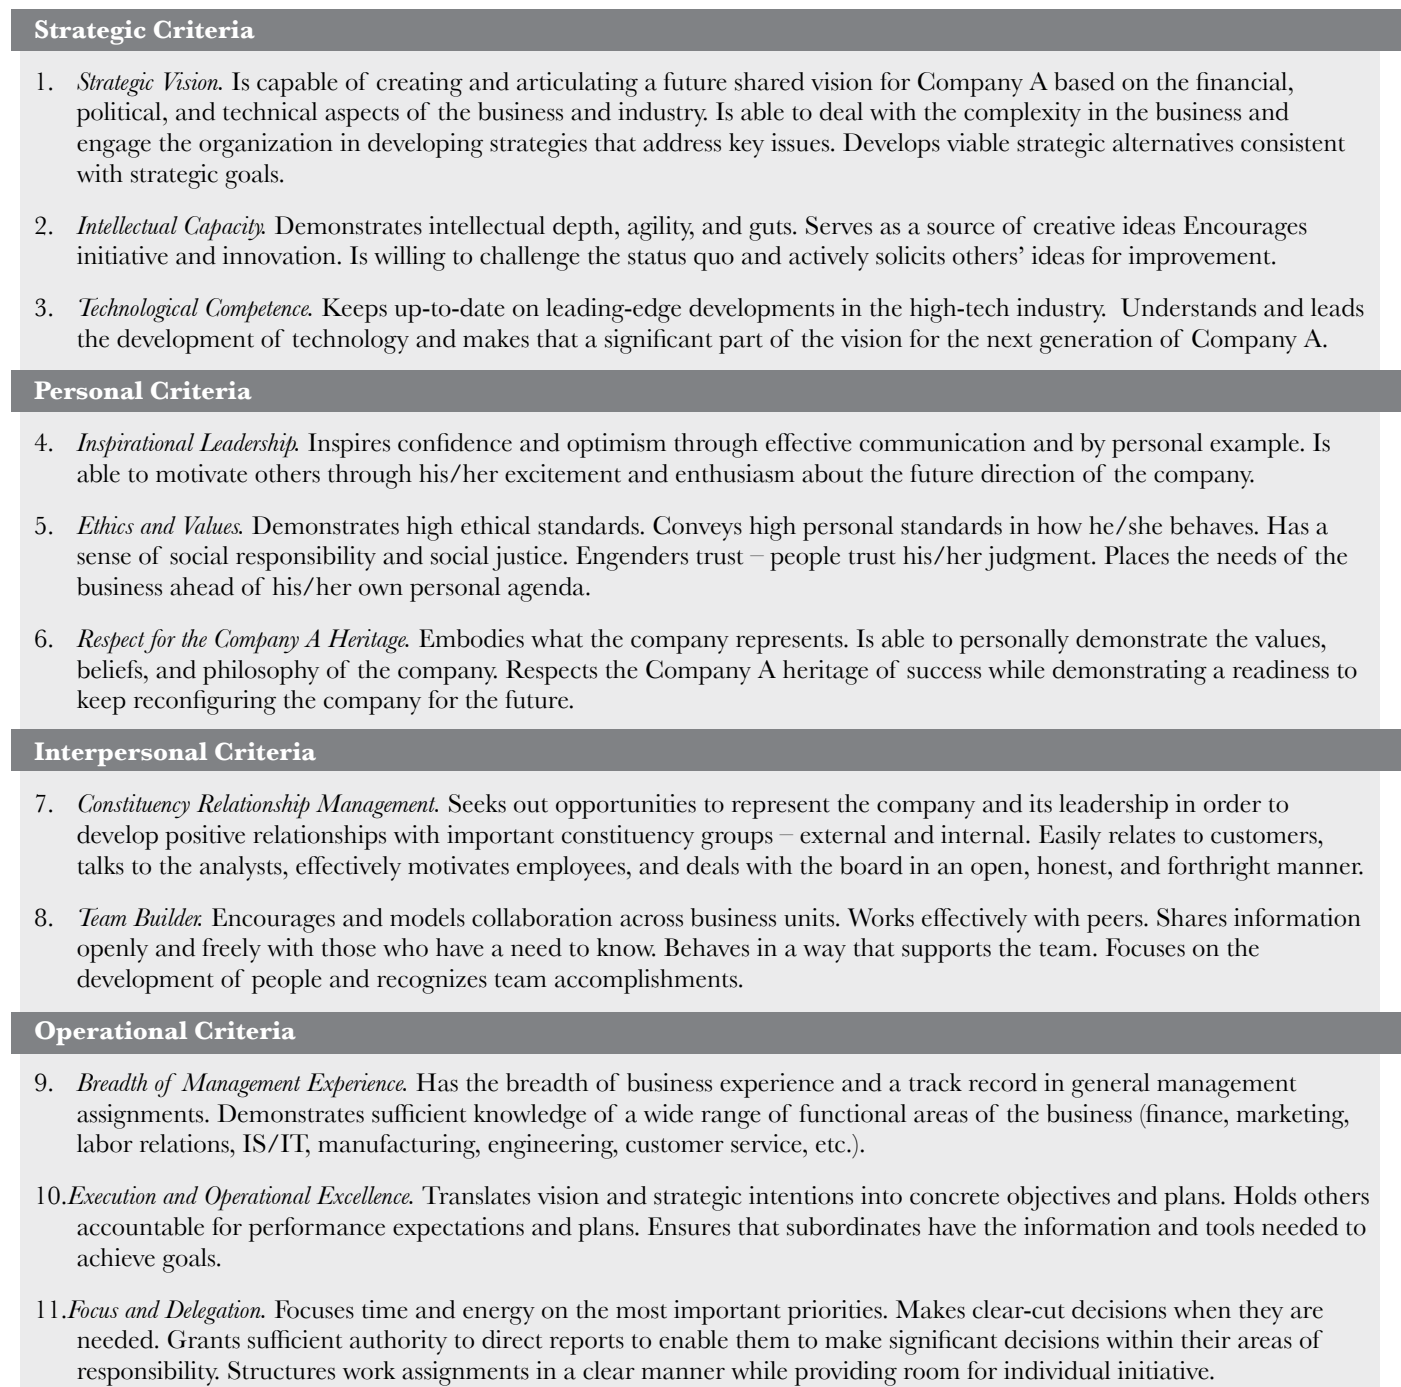 Strategic Criteria
1. Strategic Vision. Is capable of creating and articulating a future shared vision for Company A based on the financial,
political, and technical aspects of the business and industry. Is able to deal with the complexity in the business and
engage the organization in developing strategies that address key issues. Develops viable strategic alternatives consistent
with strategic goals.
2. Intellectual Capacity. Demonstrates intellectual depth, agility, and guts. Serves as a source of creative ideas Encourages
initiative and innovation. Is willing to challenge the status quo and actively solicits others’ ideas for improvement.
3. Technological Competence. Keeps up-to-date on leading-edge developments in the high-tech industry. Understands and leads
the development of technology and makes that a significant part of the vision for the next generation of Company A.
Personal Criteria
4. Inspirational Leadership. Inspires confidence and optimism through effective communication and by personal example. Is
able to motivate others through his/her excitement and enthusiasm about the future direction of the company.
5. Ethics and Values. Demonstrates high ethical standards. Conveys high personal standards in how he/she behaves. Has a
sense of social responsibility and social justice. Engenders trust – people trust his/her judgment. Places the needs of the
business ahead of his/her own personal agenda.
6. Respect for the Company A Heritage. Embodies what the company represents. Is able to personally demonstrate the values,
beliefs, and philosophy of the company. Respects the Company A heritage of success while demonstrating a readiness to
keep reconfiguring the company for the future.
Interpersonal Criteria
7. Constituency Relationship Management. Seeks out opportunities to represent the company and its leadership in order to
develop positive relationships with important constituency groups – external and internal. Easily relates to customers,
talks to the analysts, effectively motivates employees, and deals with the board in an open, honest, and forthright manner.
8. Team Builder. Encourages and models collaboration across business units. Works effectively with peers. Shares information
openly and freely with those who have a need to know. Behaves in a way that supports the team. Focuses on the
development of people and recognizes team accomplishments.
Operational Criteria
9. Breadth of Management Experience. Has the breadth of business experience and a track record in general management
assignments. Demonstrates sufficient knowledge of a wide range of functional areas of the business (finance, marketing,
labor relations, IS/IT, manufacturing, engineering, customer service, etc.).
10.Execution and Operational Excellence. Translates vision and strategic intentions into concrete objectives and plans. Holds others
accountable for performance expectations and plans. Ensures that subordinates have the information and tools needed to
achieve goals.
11.Focus and Delegation. Focuses time and energy on the most important priorities. Makes clear-cut decisions when they are
needed. Grants sufficient authority to direct reports to enable them to make significant decisions within their areas of
responsibility. Structures work assignments in a clear manner while providing room for individual initiative.